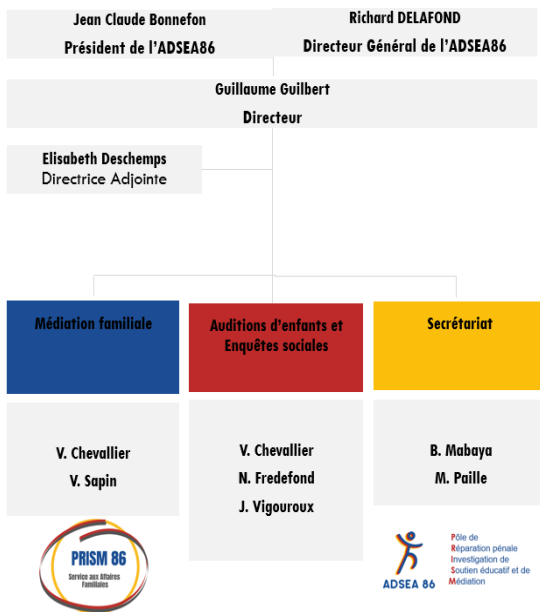 Jean Claude Bonnefon
Président de l'ADSEA86
Richard DELAFOND
Directeur Général de l'ADSEA86
Guillaume Guilbert
Directeur
Elisabeth Deschemps
Directrice Adjointe
Médiation familiale
Auditions d'enfants et
Enquêtes sociales
Secrétariat
V. Chevallier
V. Sapin
V. Chevallier
N. Fredefond
J. Vigouroux
B. Mabaya
M. Paille
PRISM 86
Service aux Affaires
Familiales
ADSEA 86
Pôle de
Réparation pénale
Investigation de
Soutien éducatif et de
Médiation